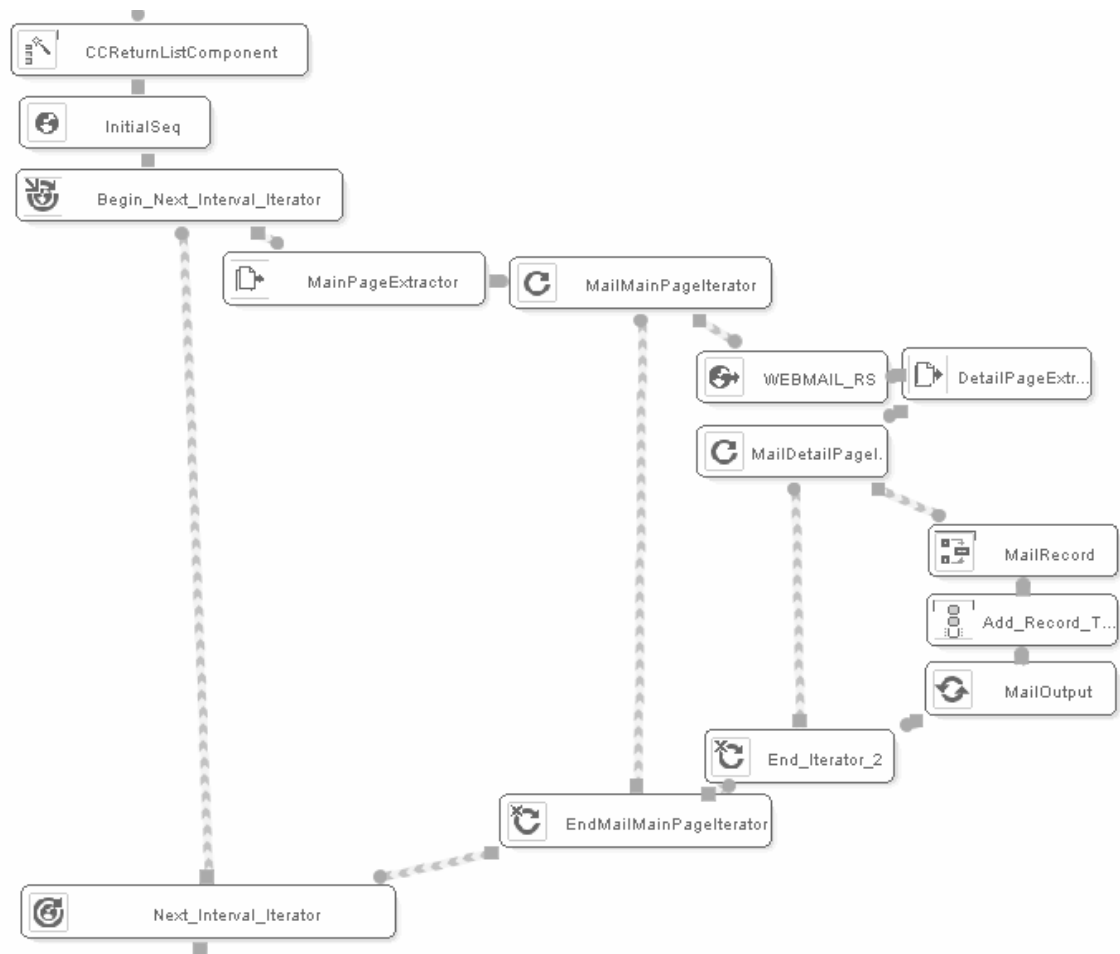 CCReturnListComponent
InitialSeq
Begin_Next_Interval_Iterator
MainPageExtractor
MailMainPageIterator
WEBMAIL_RS
DetailPageExtr...
MailDetailPageI.
MailRecord
Add_Record_T...
MailOutput
End_Iterator_2
EndMailMainPageIterator
Next_Interval_Iterator